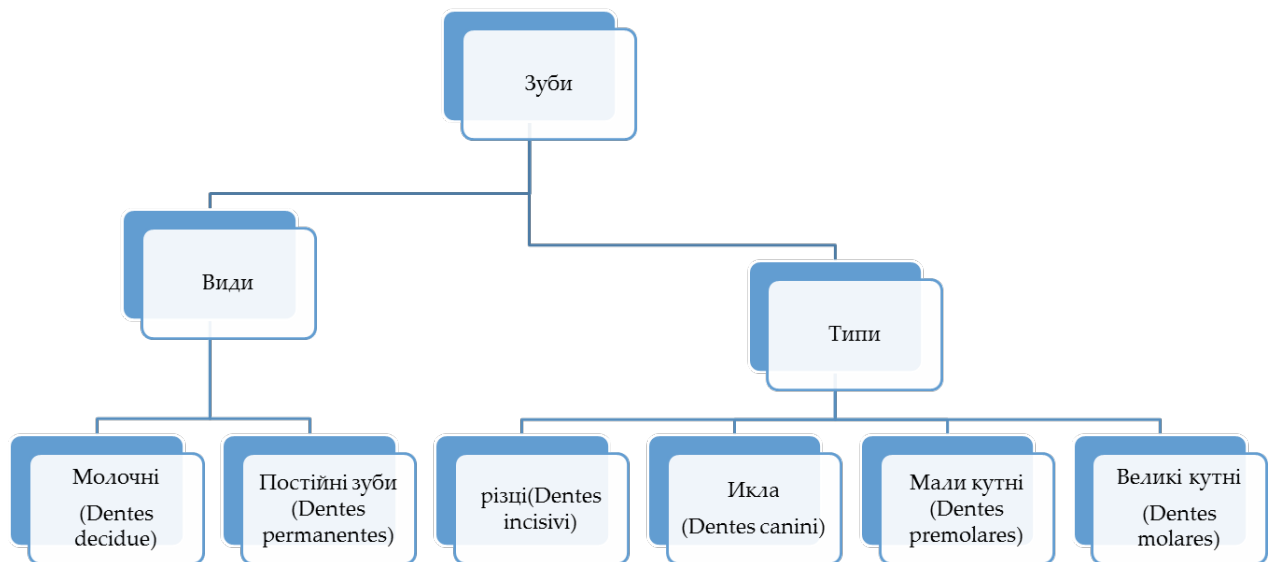 Зуби
Види
Типи
Молочні
(Dentes
decidue)
Постійні зуби
(Dentes
permanentes)
різці(Dentes
incisivi)
Икла
(Dentes canini)
Мали кутні
(Dentes
premolares)
Великі кутні
(Dentes
molares)